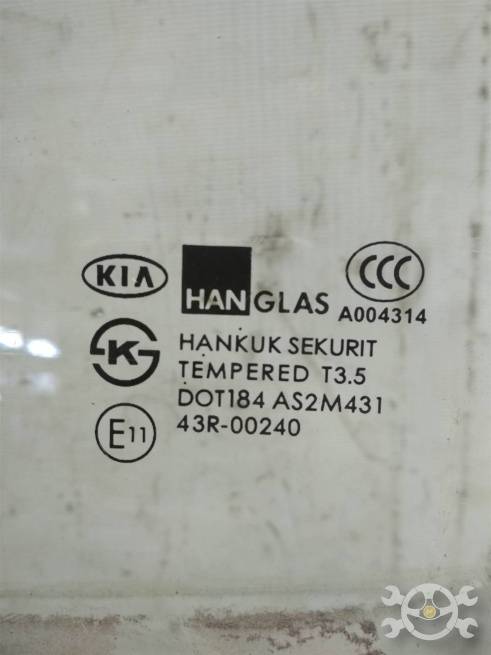 KIA
HANGLAS
CCC
A004314
K
HANKUK SEKURIT
TEMPERED T3.5
DOT184 AS2M431
E11
43R-00240